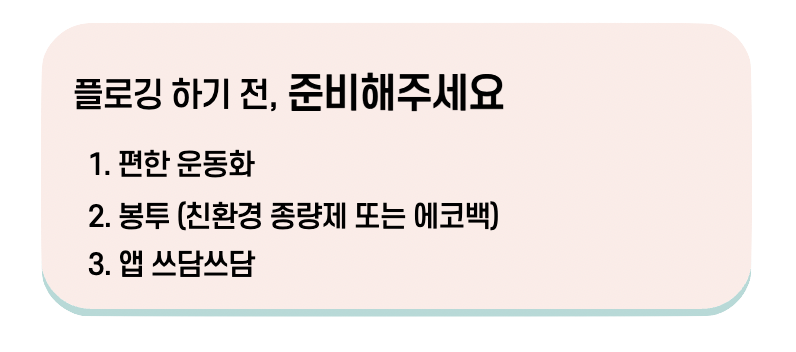 플로깅 하기 전, 준비해주세요
1. 편한 운동화
2. 봉투 (친환경 종량제 또는 에코백)
3. 앱 쓰담쓰담